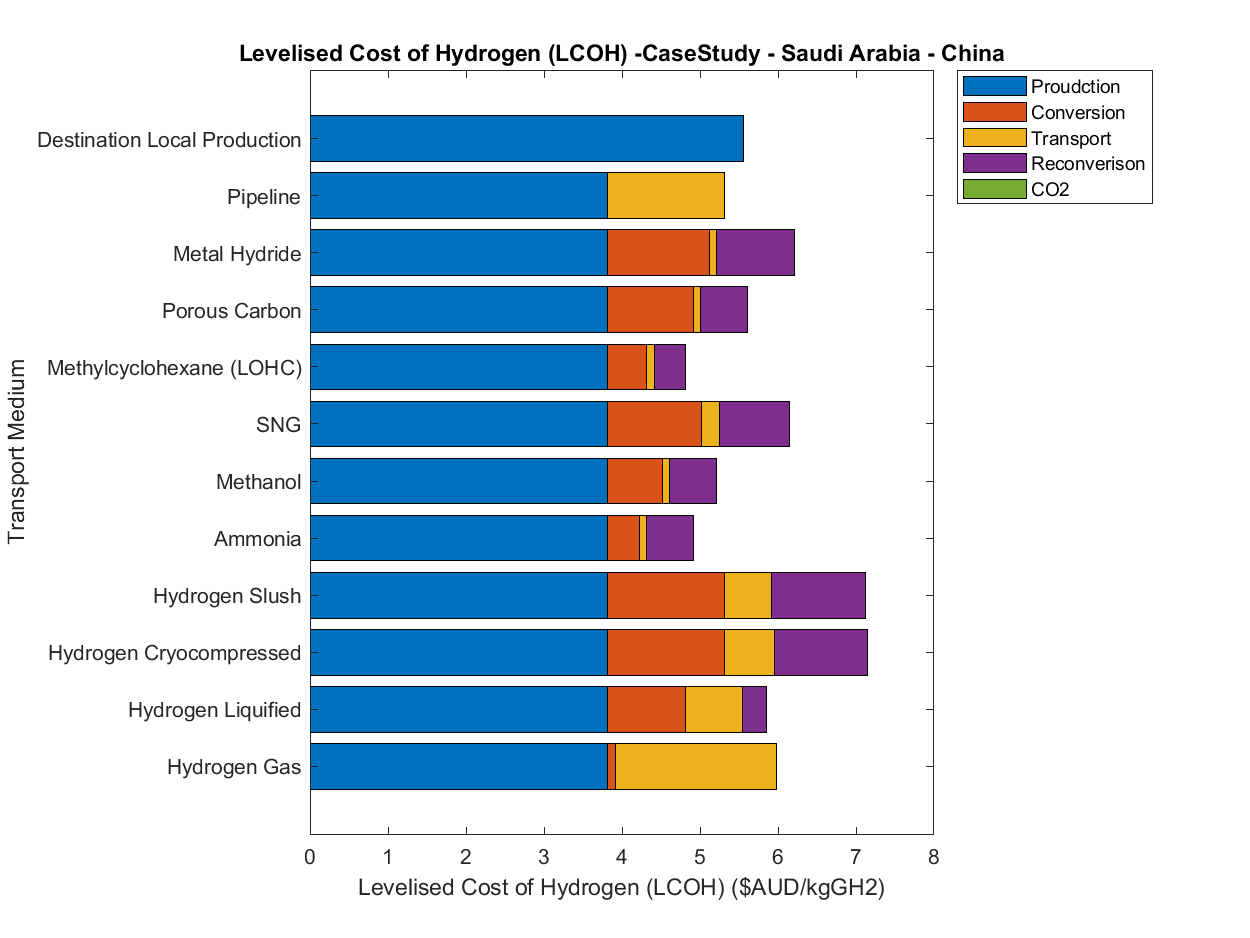 Levelised Cost of Hydrogen (LCOH) -CaseStudy - Saudi Arabia - China
Proudction
Conversion
Transport
Reconverison
CO2
Transport Medium
Destination Local Production
Pipeline
Metal Hydride
Porous Carbon
Methylcyclohexane (LOHC)
SNG
Methanol
Ammonia
Hydrogen Slush
Hydrogen Cryocompressed
Hydrogen Liquified
Hydrogen Gas
0 1 2 3 4 5 6 7 8
Levelised Cost of Hydrogen (LCOH) ($AUD/kgGH2)